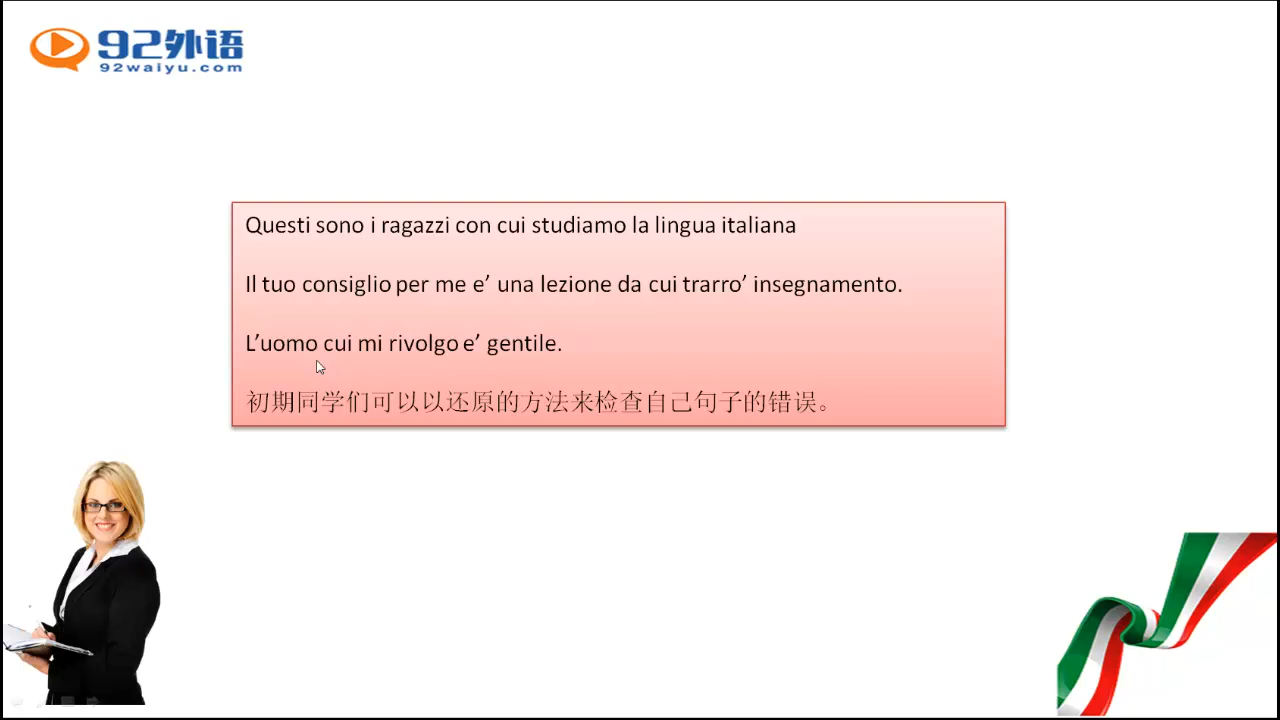 92外语
92waiyu.com
Questi sono i ragazzi con cui studiamo la lingua italiana
Il tuo consiglio per me e’ una lezione da cui trarro’ insegnamento.
L’uomo cui mi rivolgo e’ gentile.
初期同学们可以以还原的方法来检查自己句子的错误。